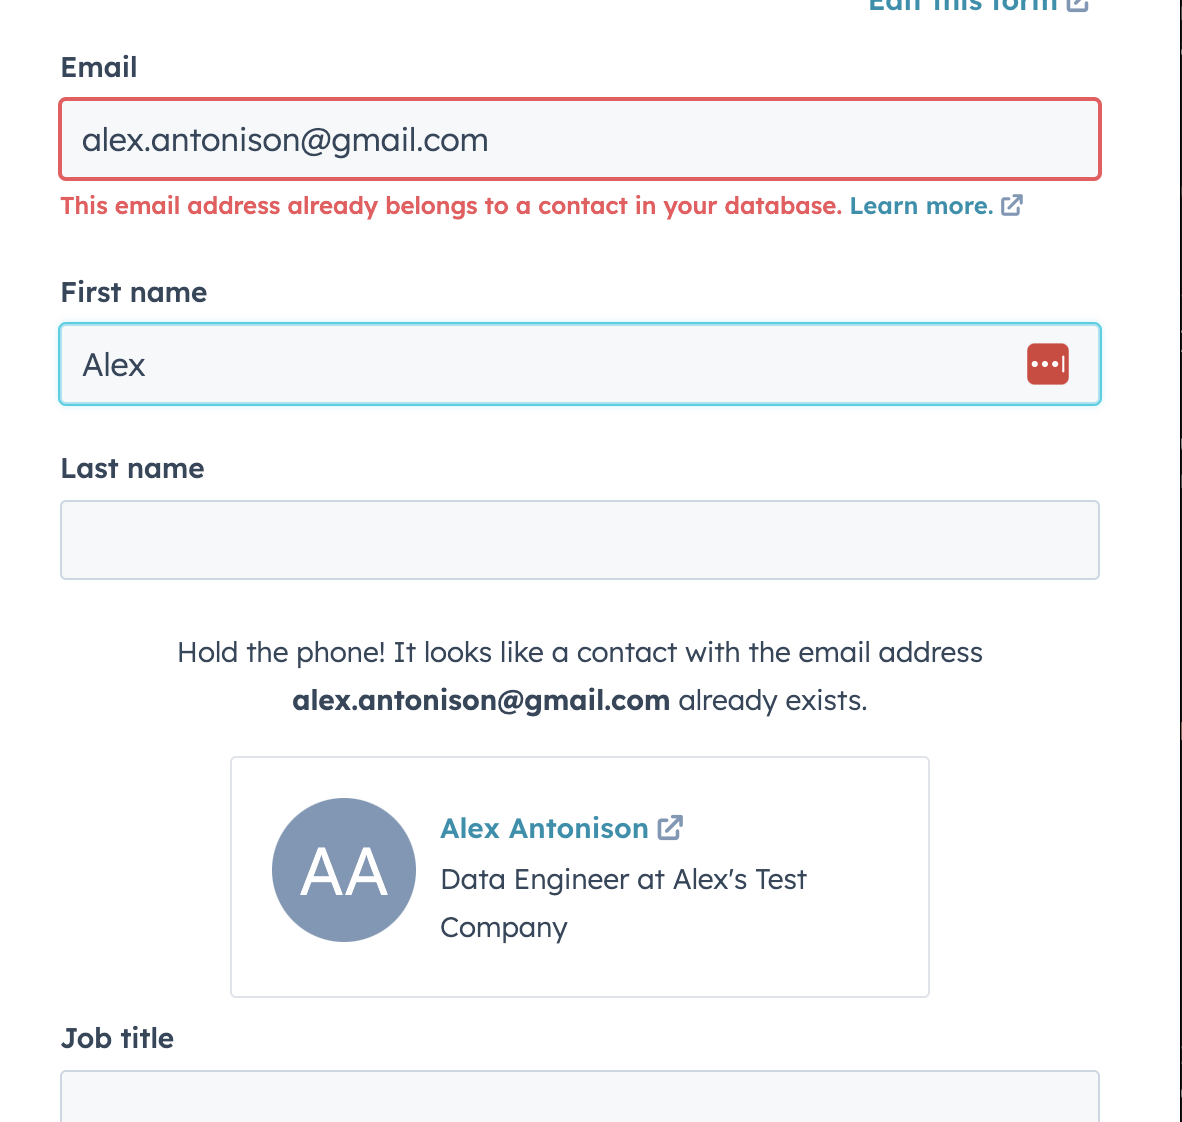 Edit this form
Email
alex.antonison@gmail.com
This email address already belongs to a contact in your database. Learn more.
First name
Alex
Last name
Hold the phone! It looks like a contact with the email address
alex.antonison@gmail.com already exists.
AA
Alex Antonison
Data Engineer at Alex's Test
Company
Job title